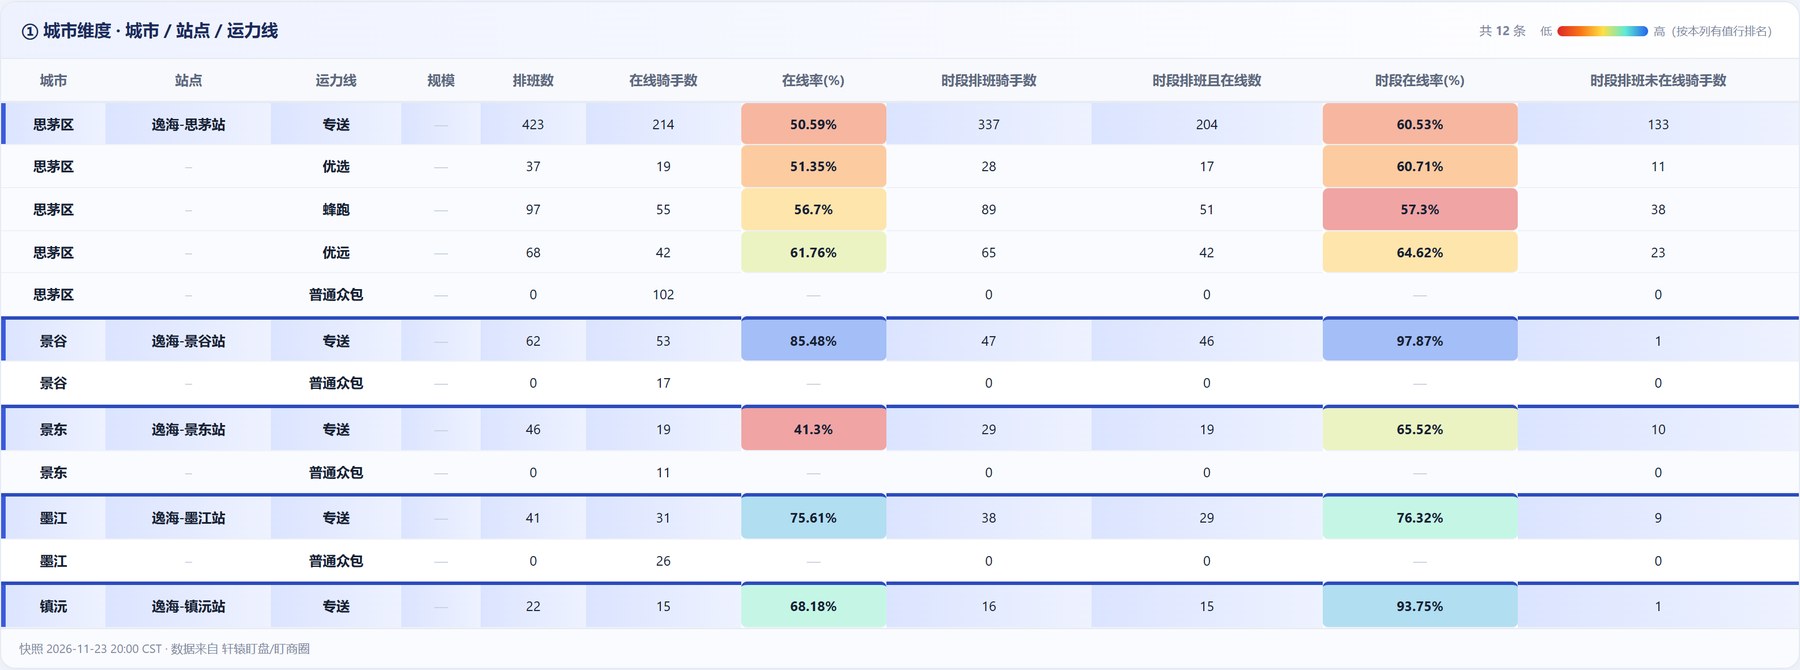 ① 城市维度 · 城市 / 站点 / 运力线
共 12 条 低 高 (按本列有值行排名)
城市 站点 运力线 规模 排班数 在线骑手数 在线率(%) 时段排班骑手数 时段排班且在线数 时段在线率(%) 时段排班未在线骑手数
思茅区 逸海-思茅站 专送 — 423 214 50.59% 337 204 60.53% 133
思茅区 – 优选 — 37 19 51.35% 28 17 60.71% 11
思茅区 – 蜂跑 — 97 55 56.7% 89 51 57.3% 38
思茅区 – 优远 — 68 42 61.76% 65 42 64.62% 23
思茅区 – 普通众包 — 0 102 — 0 0 — 0
景谷 逸海-景谷站 专送 — 62 53 85.48% 47 46 97.87% 1
景谷 – 普通众包 — 0 17 — 0 0 — 0
景东 逸海-景东站 专送 — 46 19 41.3% 29 19 65.52% 10
景东 – 普通众包 — 0 11 — 0 0 — 0
墨江 逸海-墨江站 专送 — 41 31 75.61% 38 29 76.32% 9
墨江 – 普通众包 — 0 26 — 0 0 — 0
镇沅 逸海-镇沅站 专送 — 22 15 68.18% 16 15 93.75% 1
快照 2026-11-23 20:00 CST · 数据来自 轩辕盯盘/盯商圈